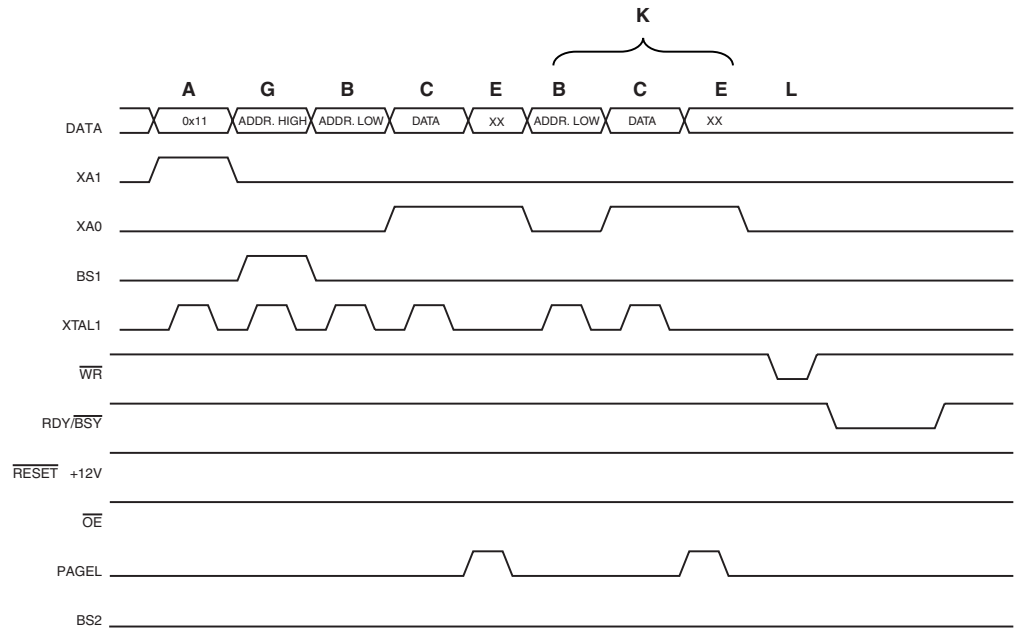 K
A G B C E B C E L
DATA 0x11 ADDR. HIGH ADDR. LOW DATA XX ADDR. LOW DATA XX
XA1
XA0
BS1
XTAL1
WR
RDY/BSY
RESET +12V
OE
PAGEL
BS2